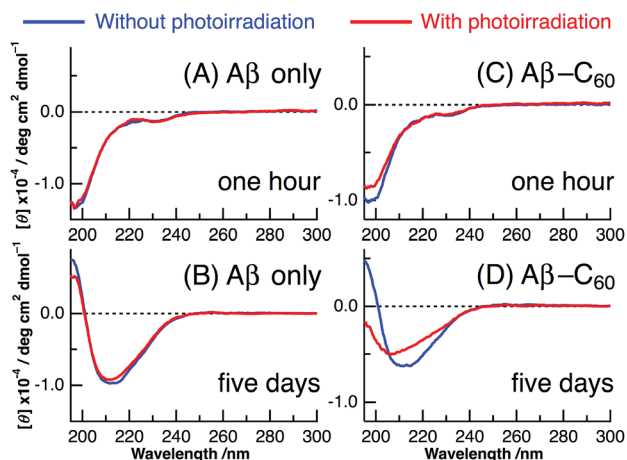 Without photoirradiation
With photoirradiation
[θ] x10⁻⁴ / deg cm² dmol⁻¹
0.0
-1.0
(A) Aβ only
one hour
200 220 240 260 280 300
0.0
-1.0
(C) Aβ–C₆₀
one hour
200 220 240 260 280 300
[θ] x10⁻⁴ / deg cm² dmol⁻¹
0.0
-1.0
(B) Aβ only
five days
200 220 240 260 280 300
Wavelength /nm
0.0
-1.0
(D) Aβ–C₆₀
five days
200 220 240 260 280 300
Wavelength /nm